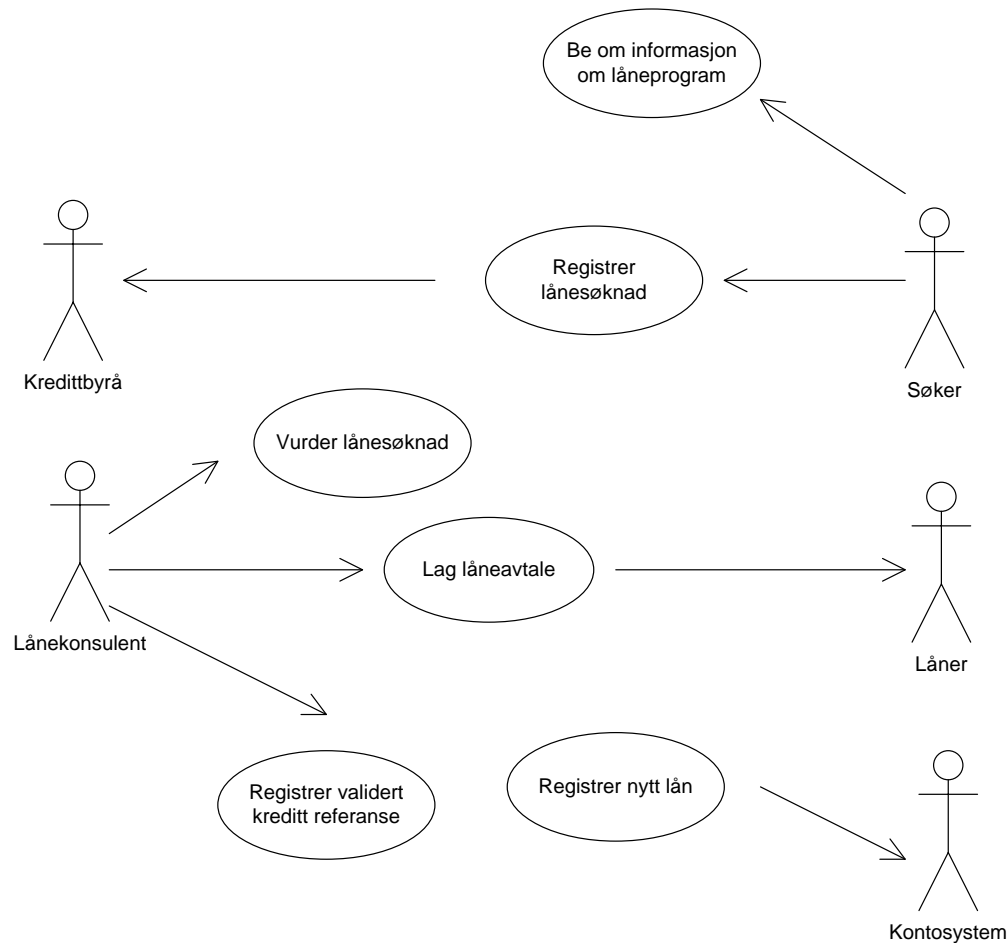 Be om informasjon
om låneprogram
Registrer
lånesøknad
Kredittbyrå
Søker
Vurder lånesøknad
Lag låneavtale
Lånekonsulent
Låner
Registrer validert
kreditt referanse
Registrer nytt lån
Kontosystem